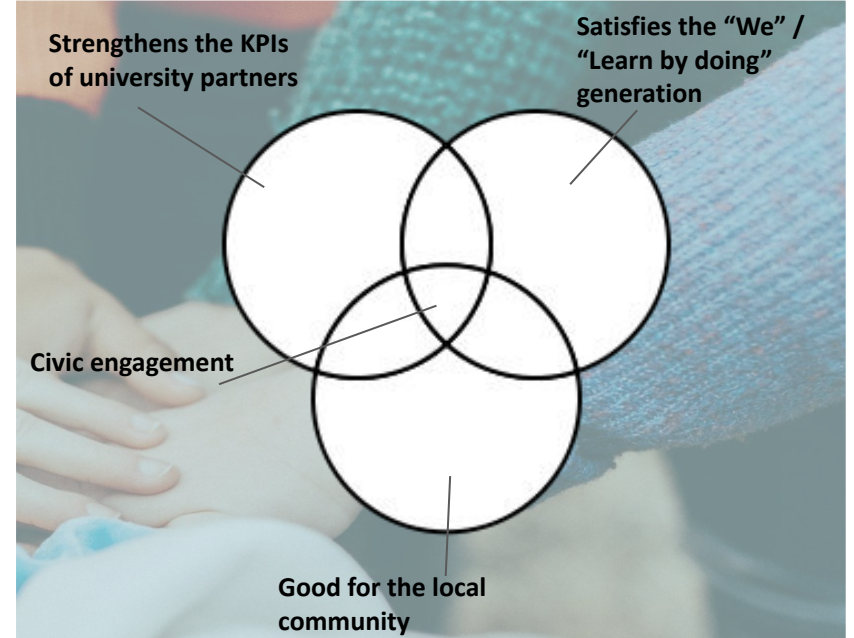 Strengthens the KPIs
of university partners
Satisfies the “We” /
“Learn by doing”
generation
Civic engagement
Good for the local
community